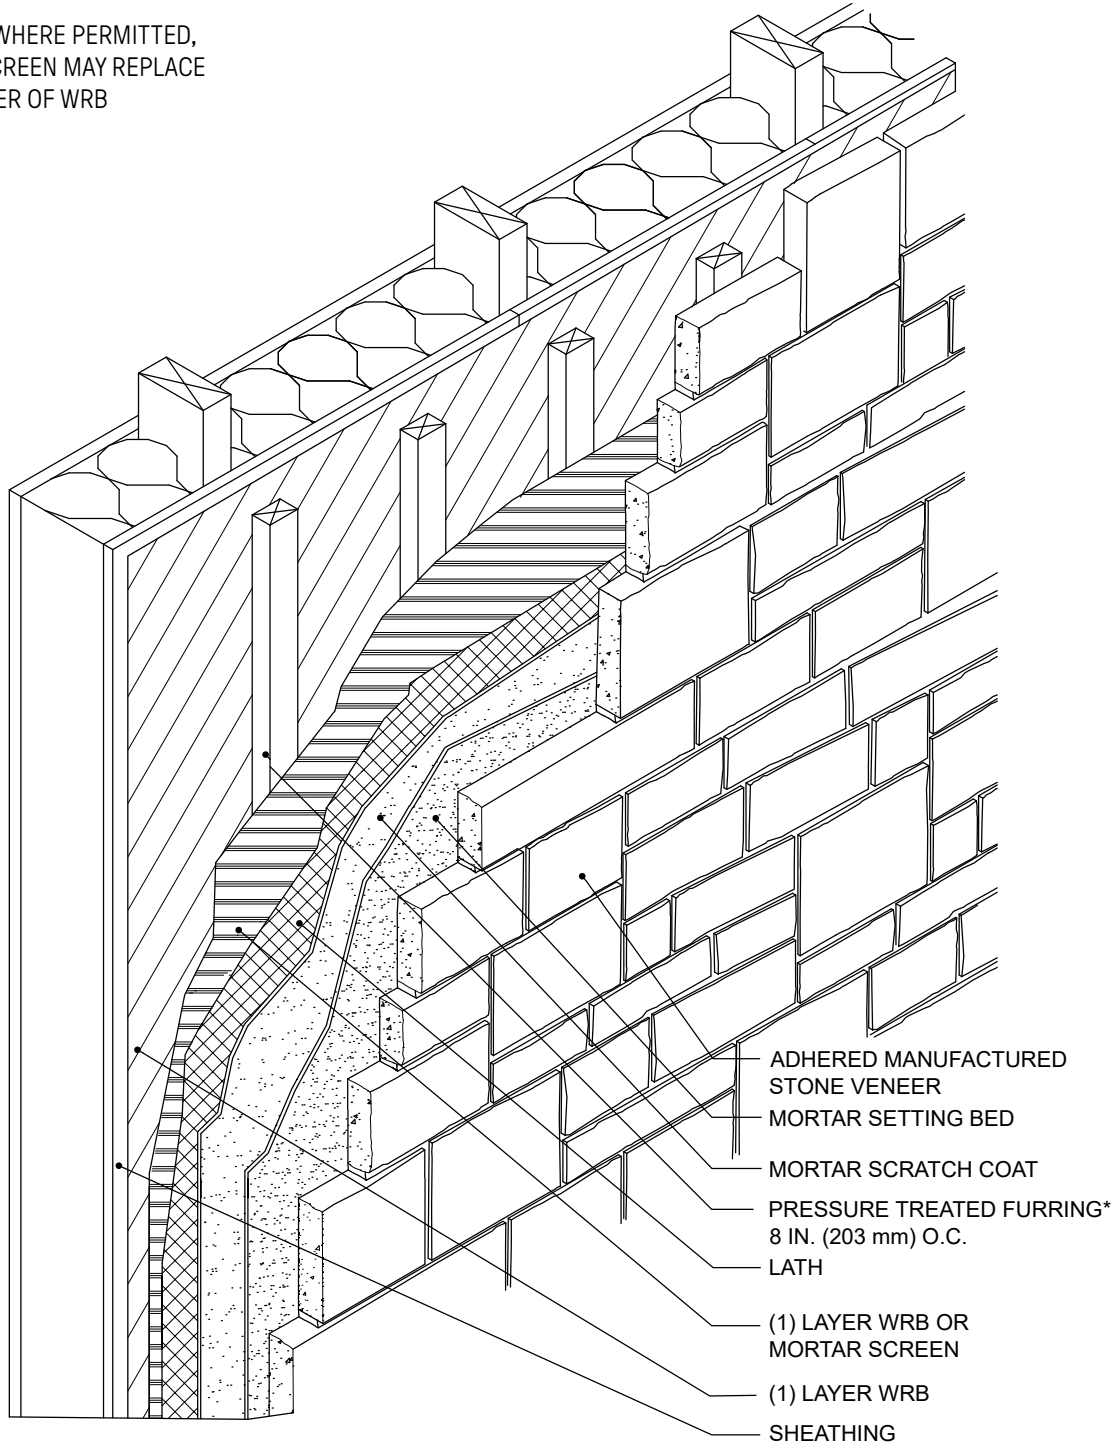 WHERE PERMITTED,
CREEN MAY REPLACE
ER OF WRB
ADHERED MANUFACTURED
STONE VENEER
MORTAR SETTING BED
MORTAR SCRATCH COAT
PRESSURE TREATED FURRING*
8 IN. (203 mm) O.C.
LATH
(1) LAYER WRB OR
MORTAR SCREEN
(1) LAYER WRB
SHEATHING